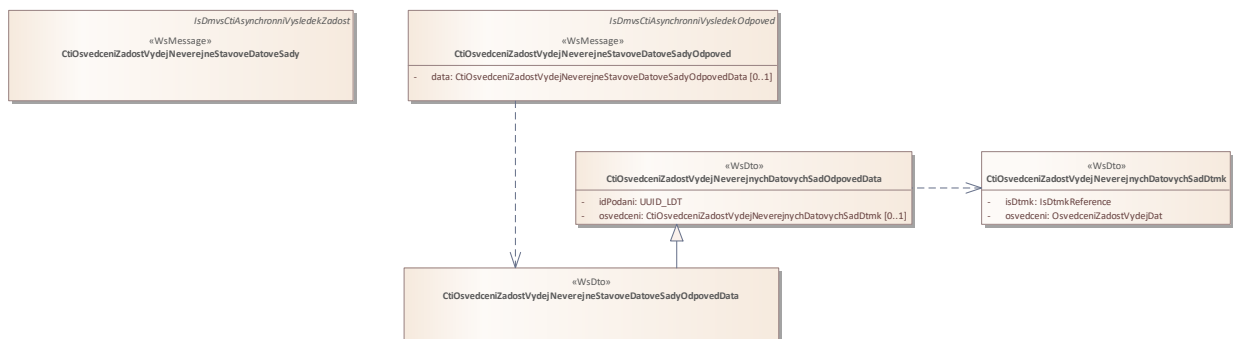 IsDmvsCtiAsynchronniVysledekZadost
«WsMessage»
CtiOsvedceniZadostVydejNeverejneStavoveDatoveSady
IsDmvsCtiAsynchronniVysledekOdpoved
«WsMessage»
CtiOsvedceniZadostVydejNeverejneStavoveDatoveSadyOdpoved
- data: CtiOsvedceniZadostVydejNeverejneStavoveDatoveSadyOdpovedData [0..1]
«WsDto»
CtiOsvedceniZadostVydejNeverejnychDatovychSadOdpovedData
- idPodani: UUID_LDT
- osvedceni: CtiOsvedceniZadostVydejNeverejnychDatovychSadDtmk [0..1]
«WsDto»
CtiOsvedceniZadostVydejNeverejnychDatovychSadDtmk
- isDtmk: IsDtmkReference
- osvedceni: OsvedceniZadostVydejDat
«WsDto»
CtiOsvedceniZadostVydejNeverejneStavoveDatoveSadyOdpovedData